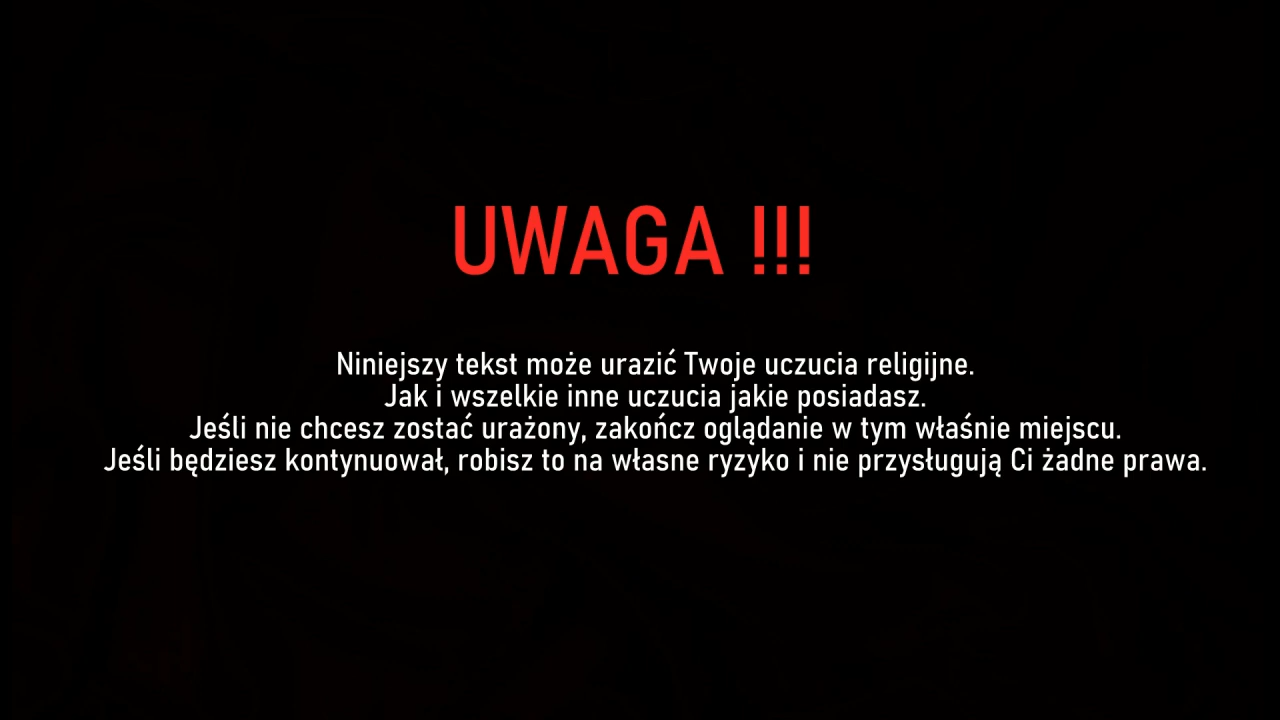 UWAGA !!!
Niniejszy tekst może urazić Twoje uczucia religijne.
Jak i wszelkie inne uczucia jakie posiadasz.
Jeśli nie chcesz zostać urażony, zakończ oglądanie w tym właśnie miejscu.
Jeśli będziesz kontynuował, robisz to na własne ryzyko i nie przysługują Ci żadne prawa.